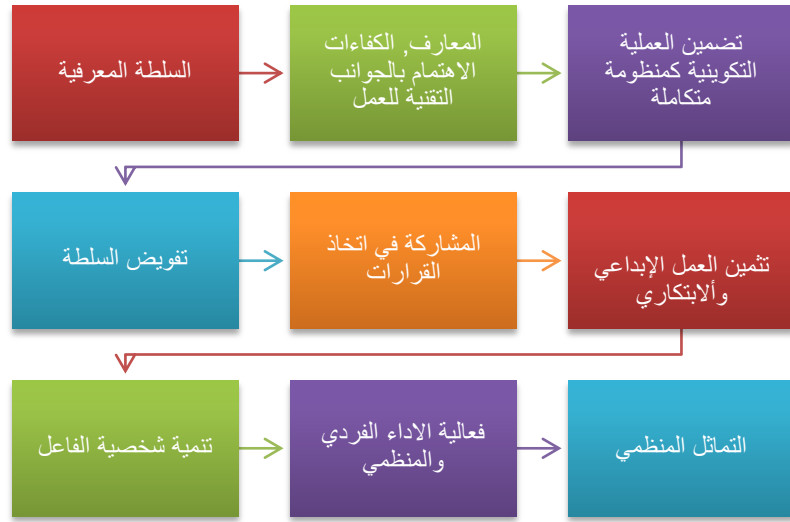 السلطة المعرفية
المعارف, الكفاءات
الاهتمام بالجوانب
التقنية للعمل
تضمين العملية
التكوينية كمنظومة
متكاملة
تفويض السلطة
المشاركة في اتخاذ
القرارات
تثمين العمل الإبداعي
وألابتكاري
تنمية شخصية الفاعل
فعالية الاداء الفردي
والمنظمي
التماثل المنظمي